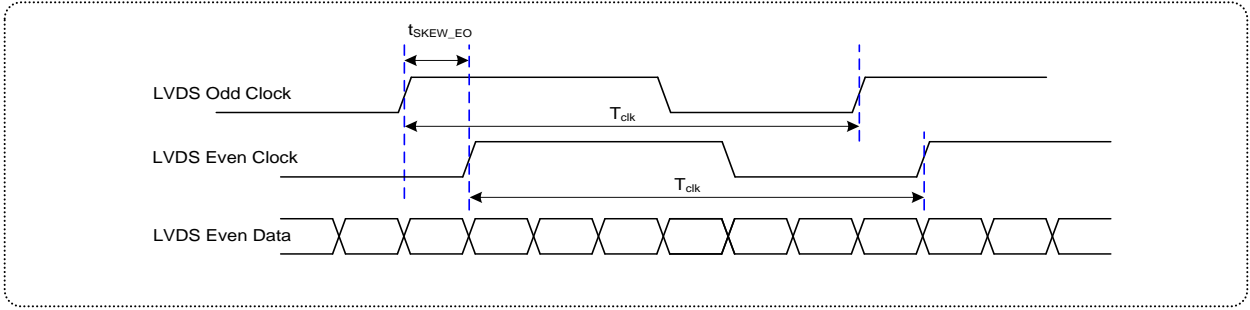 tSKEW_EO
LVDS Odd Clock
Tclk
LVDS Even Clock
Tclk
LVDS Even Data